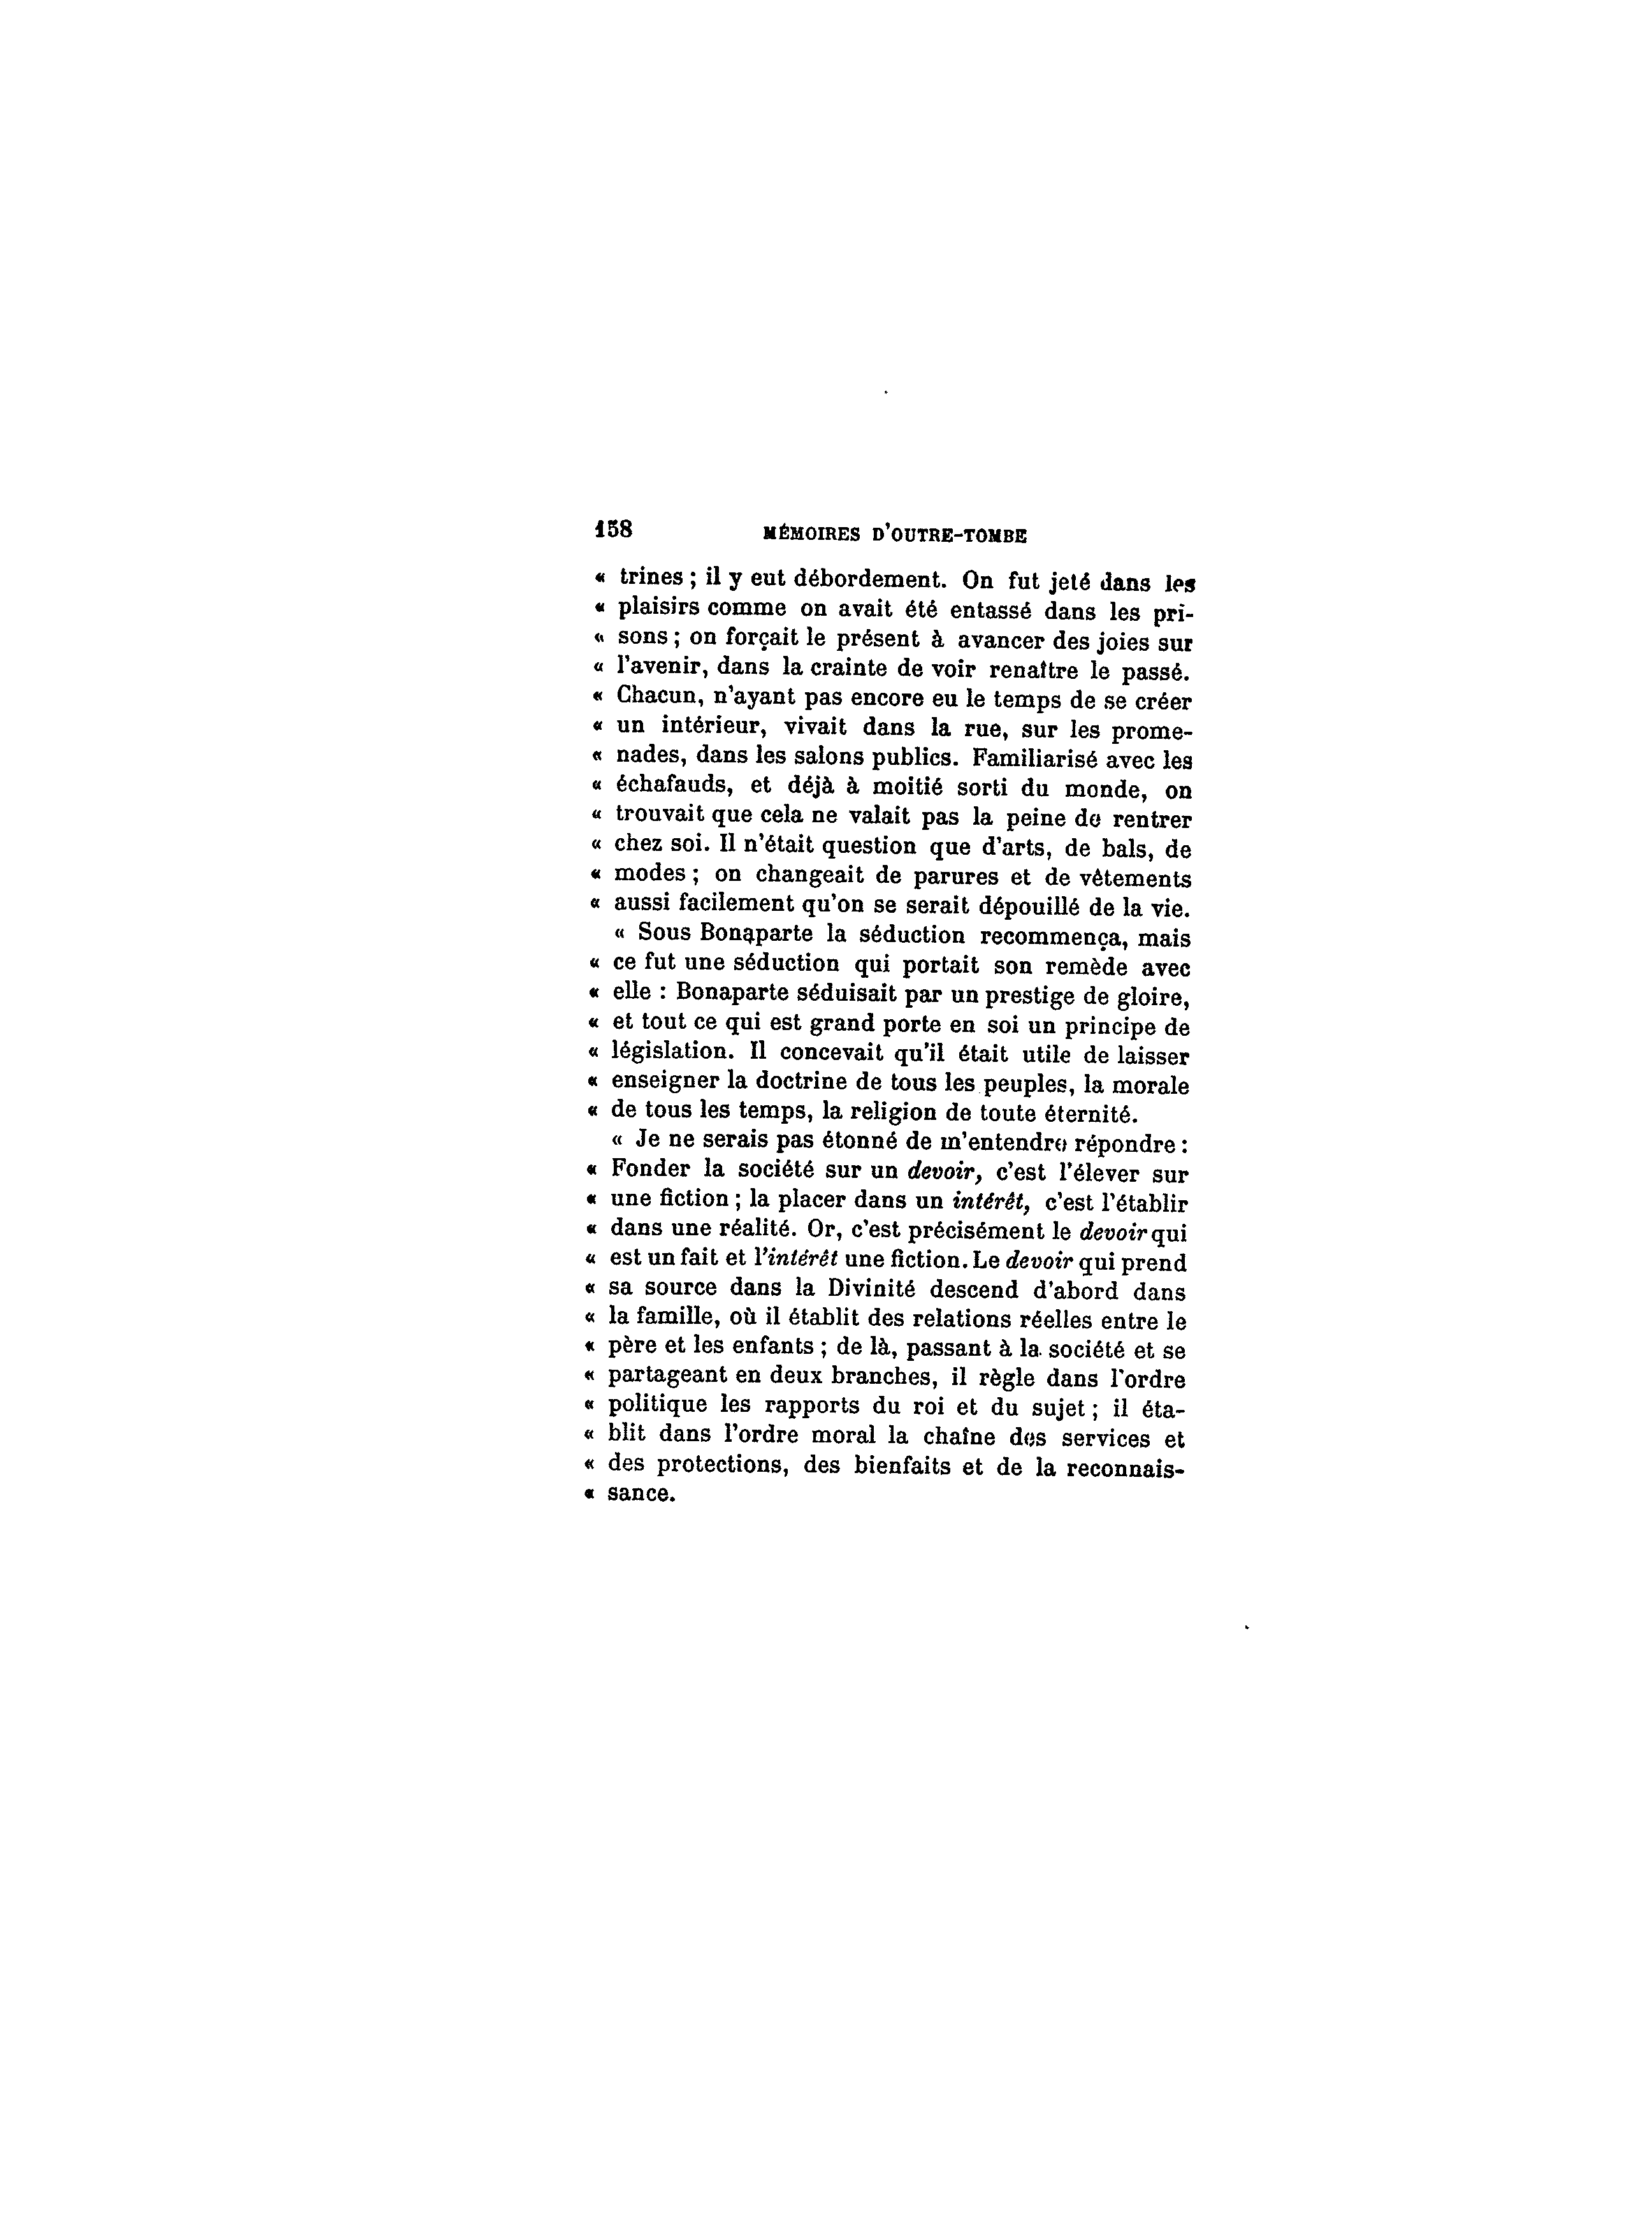 158 MÉMOIRES D'OUTRE-TOMBE
« trines ; il y eut débordement. On fut jeté dans les
« plaisirs comme on avait été entassé dans les pri-
« sons ; on forçait le présent à avancer des joies sur
« l'avenir, dans la crainte de voir renaître le passé.
« Chacun, n'ayant pas encore eu le temps de se créer
« un intérieur, vivait dans la rue, sur les prome-
« nades, dans les salons publics. Familiarisé avec les
« échafauds, et déjà à moitié sorti du monde, on
« trouvait que cela ne valait pas la peine de rentrer
« chez soi. Il n'était question que d'arts, de bals, de
« modes ; on changeait de parures et de vêtements
« aussi facilement qu'on se serait dépouillé de la vie.
« Sous Bonaparte la séduction recommença, mais
« ce fut une séduction qui portait son remède avec
« elle : Bonaparte séduisait par un prestige de gloire,
« et tout ce qui est grand porte en soi un principe de
« législation. Il concevait qu'il était utile de laisser
« enseigner la doctrine de tous les peuples, la morale
« de tous les temps, la religion de toute éternité.
« Je ne serais pas étonné de m'entendre répondre :
« Fonder la société sur un devoir, c'est l'élever sur
« une fiction ; la placer dans un intérêt, c'est l'établir
« dans une réalité. Or, c'est précisément le devoir qui
« est un fait et l'intérêt une fiction. Le devoir qui prend
« sa source dans la Divinité descend d'abord dans
« la famille, où il établit des relations réelles entre le
« père et les enfants ; de là, passant à la société et se
« partageant en deux branches, il règle dans l'ordre
« politique les rapports du roi et du sujet ; il éta-
« blit dans l'ordre moral la chaîne des services et
« des protections, des bienfaits et de la reconnais-
« sance.